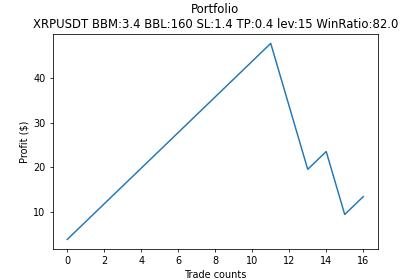 Portfolio
XRPUSDT BBM:3.4 BBL:160 SL:1.4 TP:0.4 lev:15 WinRatio:82.0
Profit ($)
40
30
20
10
0 2 4 6 8 10 12 14 16
Trade counts